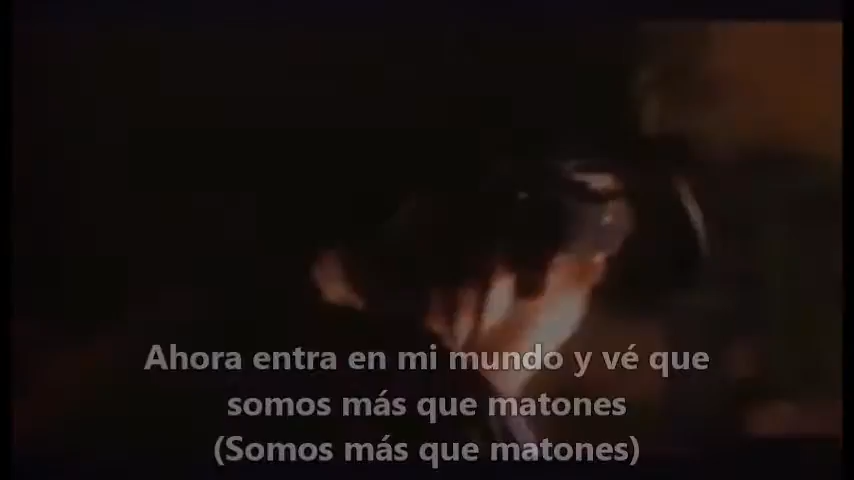 Ahora entra en mi mundo y vé que
somos más que matones
(Somos más que matones)